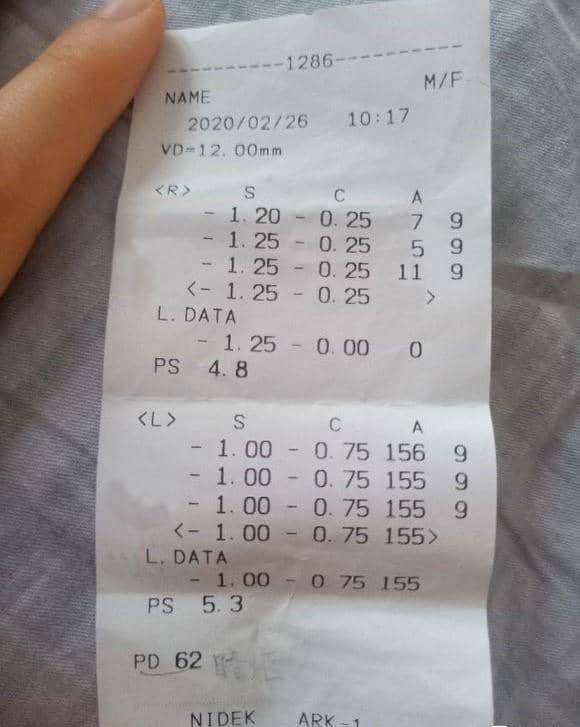 -----------1286------------
M/F
NAME
2020/02/26 10:17
VD=12. 00mm
<R> S C A
- 1. 20 - 0. 25 7 9
- 1. 25 - 0. 25 5 9
- 1. 25 - 0. 25 11 9
<- 1. 25 - 0. 25 >
L. DATA
- 1. 25 - 0. 00 0
PS 4. 8
<L> S C A
- 1. 00 - 0. 75 156 9
- 1. 00 - 0. 75 155 9
- 1. 00 - 0. 75 155 9
<- 1. 00 - 0. 75 155>
L. DATA
- 1. 00 - 0 75 155
PS 5. 3
PD 62
NIDEK ARK-1